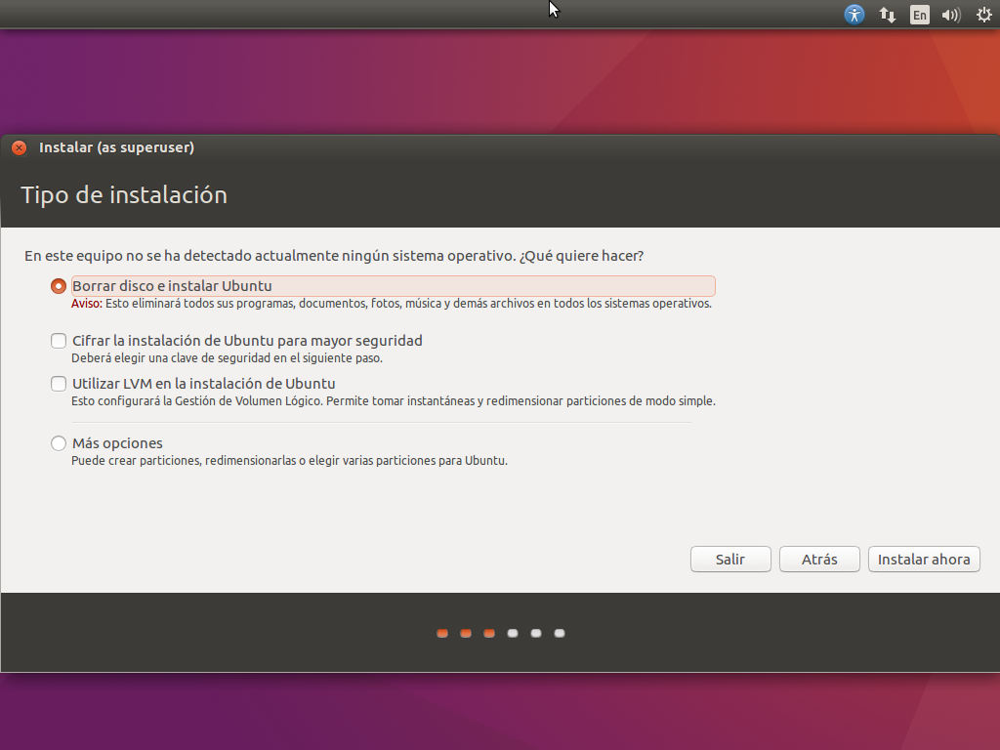 En
Instalar (as superuser)
Tipo de instalación
En este equipo no se ha detectado actualmente ningún sistema operativo. ¿Qué quiere hacer?
Borrar disco e instalar Ubuntu
Aviso: Esto eliminará todos sus programas, documentos, fotos, música y demás archivos en todos los sistemas operativos.
Cifrar la instalación de Ubuntu para mayor seguridad
Deberá elegir una clave de seguridad en el siguiente paso.
Utilizar LVM en la instalación de Ubuntu
Esto configurará la Gestión de Volumen Lógico. Permite tomar instantáneas y redimensionar particiones de modo simple.
Más opciones
Puede crear particiones, redimensionarlas o elegir varias particiones para Ubuntu.
Salir Atrás Instalar ahora